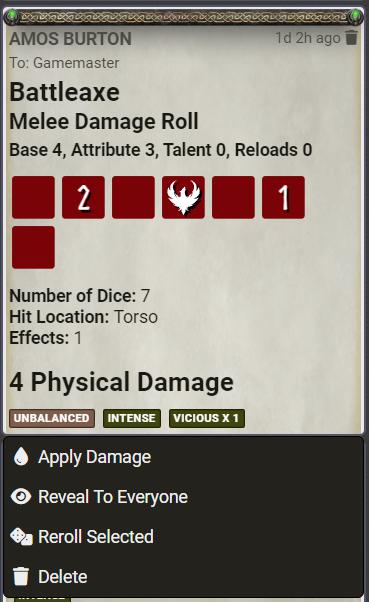 AMOS BURTON 1d 2h ago
To: Gamemaster
Battleaxe
Melee Damage Roll
Base 4, Attribute 3, Talent 0, Reloads 0
2 1
Number of Dice: 7
Hit Location: Torso
Effects: 1
4 Physical Damage
UNBALANCED INTENSE VICIOUS X 1
Apply Damage
Reveal To Everyone
Reroll Selected
Delete